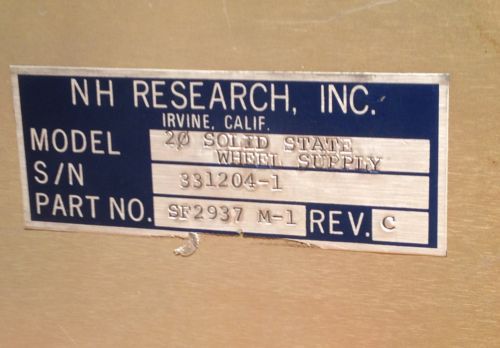 NH RESEARCH, INC.
IRVINE, CALIF.
MODEL 2Ø SOLID STATE
WHEEL SUPPLY
S/N 331204-1
PART NO. SF2937 M-1 REV. C